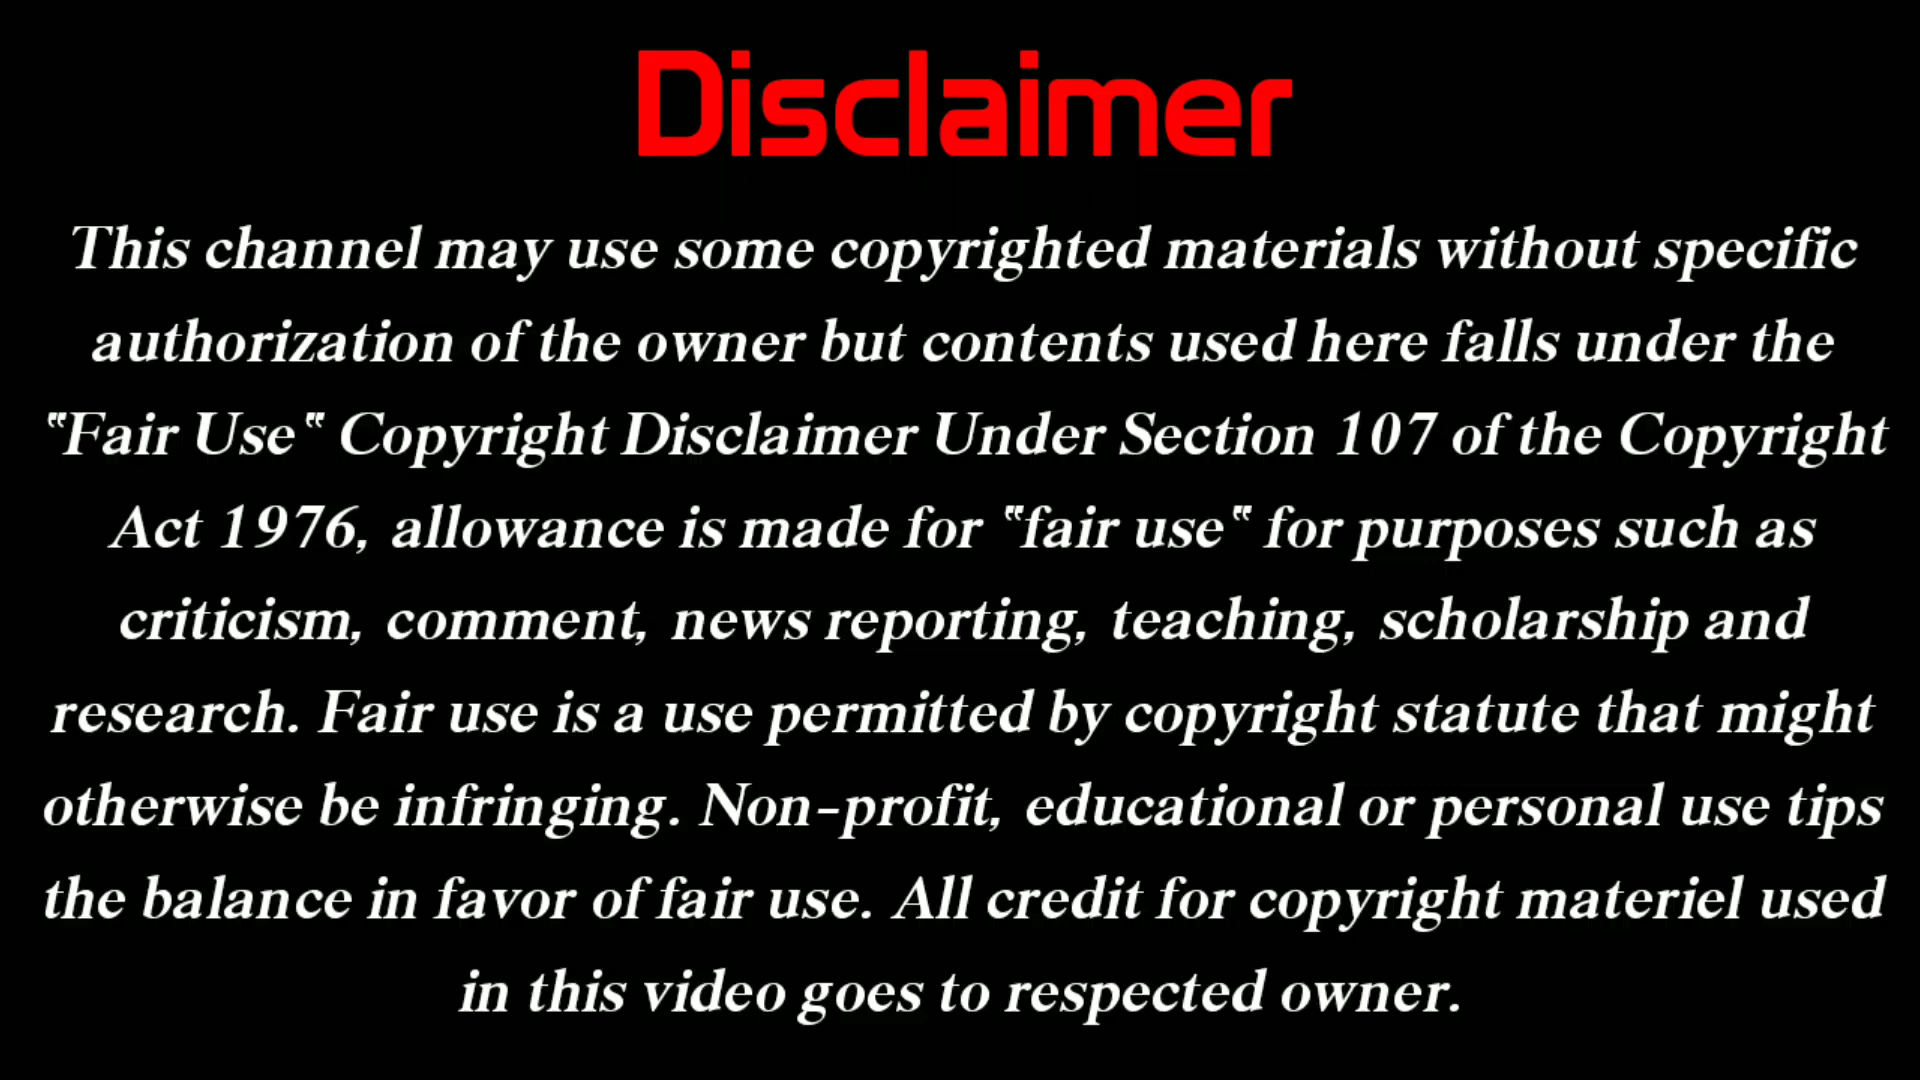 Disclaimer
This channel may use some copyrighted materials without specific
authorization of the owner but contents used here falls under the
“Fair Use“ Copyright Disclaimer Under Section 107 of the Copyright
Act 1976, allowance is made for “fair use“ for purposes such as
criticism, comment, news reporting, teaching, scholarship and
research. Fair use is a use permitted by copyright statute that might
otherwise be infringing. Non-profit, educational or personal use tips
the balance in favor of fair use. All credit for copyright materiel used
in this video goes to respected owner.